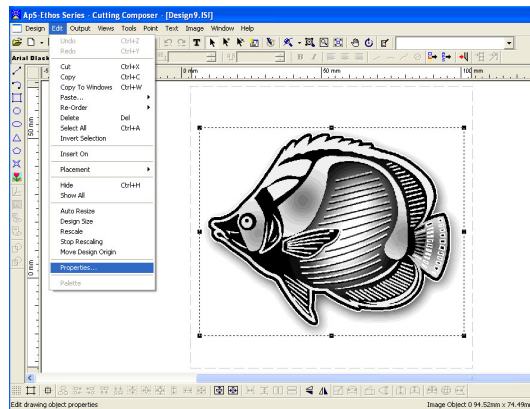 ApS-Ethos Series - Cutting Composer - [Design9.ISI]
Design Edit Output Views Tools Point Text Image Window Help
Undo Ctrl+Z
Redo Ctrl+Y
Cut Ctrl+X
Copy Ctrl+C
Copy To Windows Ctrl+W
Paste...
Re-Order
Delete Del
Select All Ctrl+A
Invert Selection
Insert On
Placement
Hide Ctrl+H
Show All
Auto Resize
Design Size
Rescale
Stop Rescaling
Move Design Origin
Properties...
Palette
Arial Black
0 mm
50 mm
100 mm
50 mm
0 mm
Edit drawing object properties
Image Object 0 94.52mm x 74.49mm